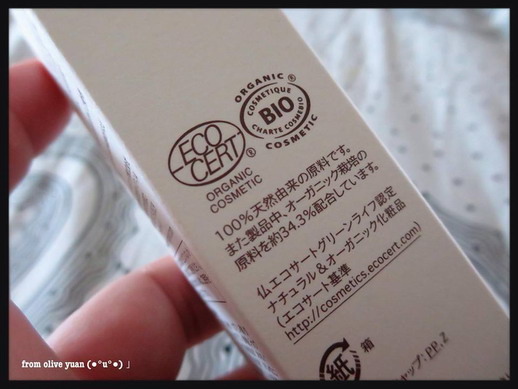 ORGANIC ®
COSMETIQUE
BIO
CHARTE COSMEBIO
COSMETIC
ECO
CERT ®
ORGANIC
COSMETIC
100%天然由来の原料です。
また製品中、オーガニック栽培の
原料を約34.3%配合しています。
仏エコサートグリーンライフ認定
ナチュラル&オーガニック化粧品
(エコサート基準
http://cosmetics.ecocert.com)
紙 箱
ャップ: PP, Z
from olive yuan (●°u°●) 」